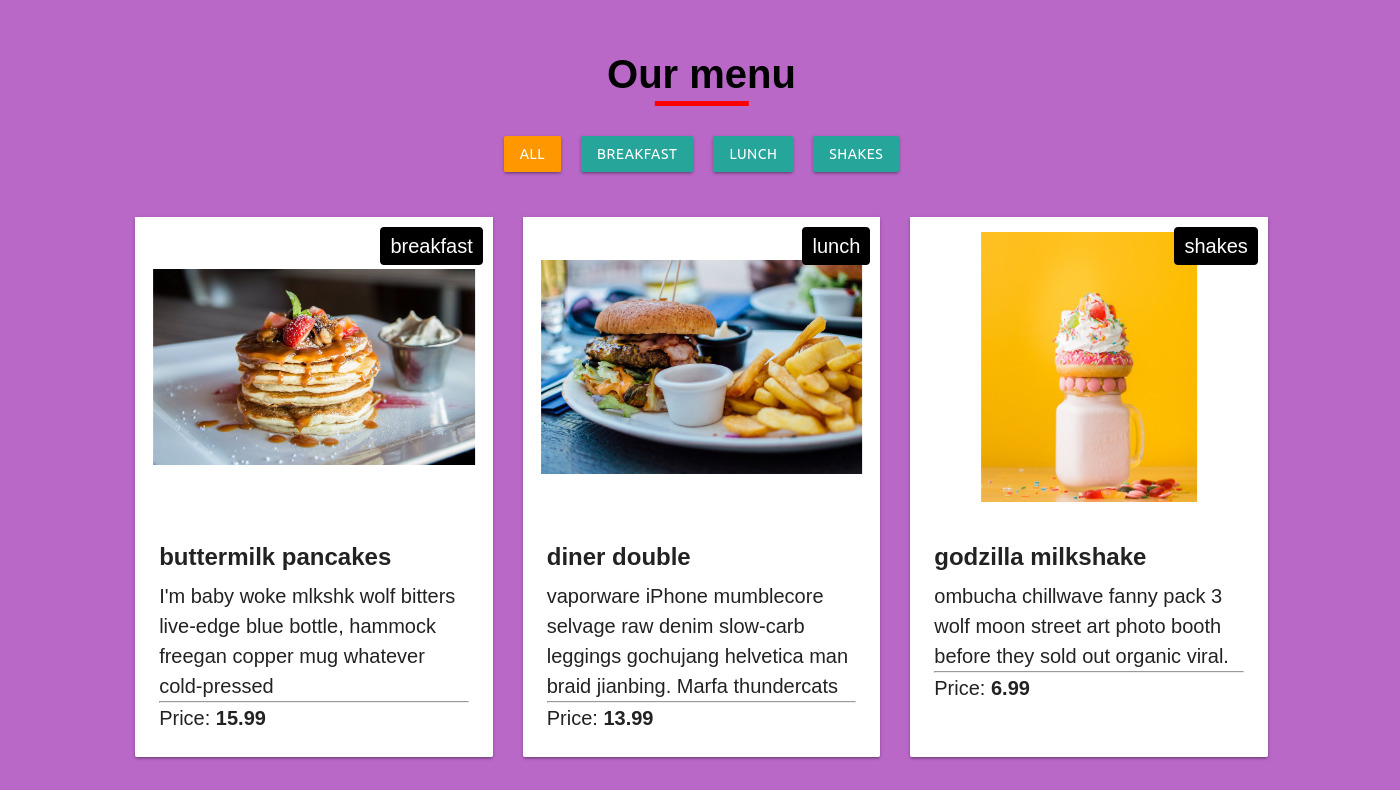 Our menu
ALL
BREAKFAST
LUNCH
SHAKES
breakfast
buttermilk pancakes
I'm baby woke mlkshk wolf bitters
live-edge blue bottle, hammock
freegan copper mug whatever
cold-pressed
Price: 15.99
lunch
diner double
vaporware iPhone mumblecore
selvage raw denim slow-carb
leggings gochujang helvetica man
braid jianbing. Marfa thundercats
Price: 13.99
shakes
godzilla milkshake
ombucha chillwave fanny pack 3
wolf moon street art photo booth
before they sold out organic viral.
Price: 6.99